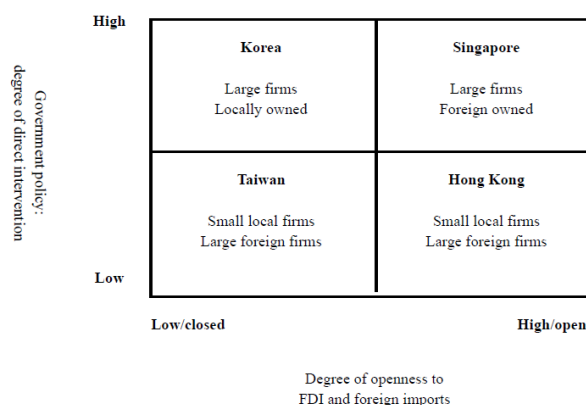 High
Korea
Singapore
Large firms
Locally owned
Large firms
Foreign owned
Government policy:
degree of direct intervention
Taiwan
Hong Kong
Small local firms
Large foreign firms
Small local firms
Large foreign firms
Low
Low/closed
High/open
Degree of openness to
FDI and foreign imports